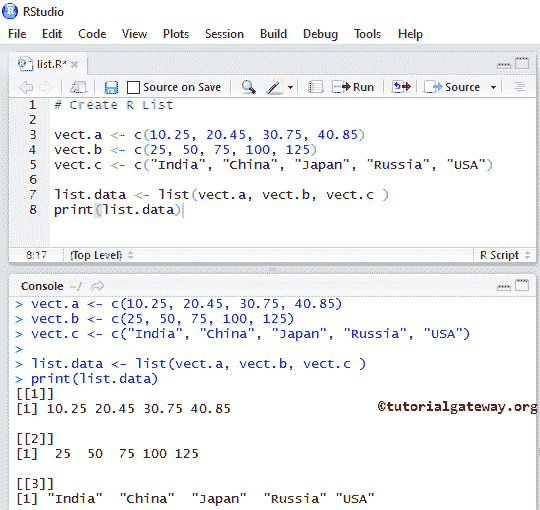 RStudio
File Edit Code View Plots Session Build Debug Tools Help
list.R* ×
Source on Save Run Source
1 # Create R List
2
3 vect.a <- c(10.25, 20.45, 30.75, 40.85)
4 vect.b <- c(25, 50, 75, 100, 125)
5 vect.c <- c("India", "China", "Japan", "Russia", "USA")
6
7 list.data <- list(vect.a, vect.b, vect.c )
8 print(list.data)
8:17 (Top Level) R Script
Console ~/
> vect.a <- c(10.25, 20.45, 30.75, 40.85)
> vect.b <- c(25, 50, 75, 100, 125)
> vect.c <- c("India", "China", "Japan", "Russia", "USA")
>
> list.data <- list(vect.a, vect.b, vect.c )
> print(list.data)
[[1]]
[1] 10.25 20.45 30.75 40.85
©tutorialgateway.org
[[2]]
[1]  25  50  75 100 125
[[3]]
[1] "India"  "China"  "Japan"  "Russia" "USA"